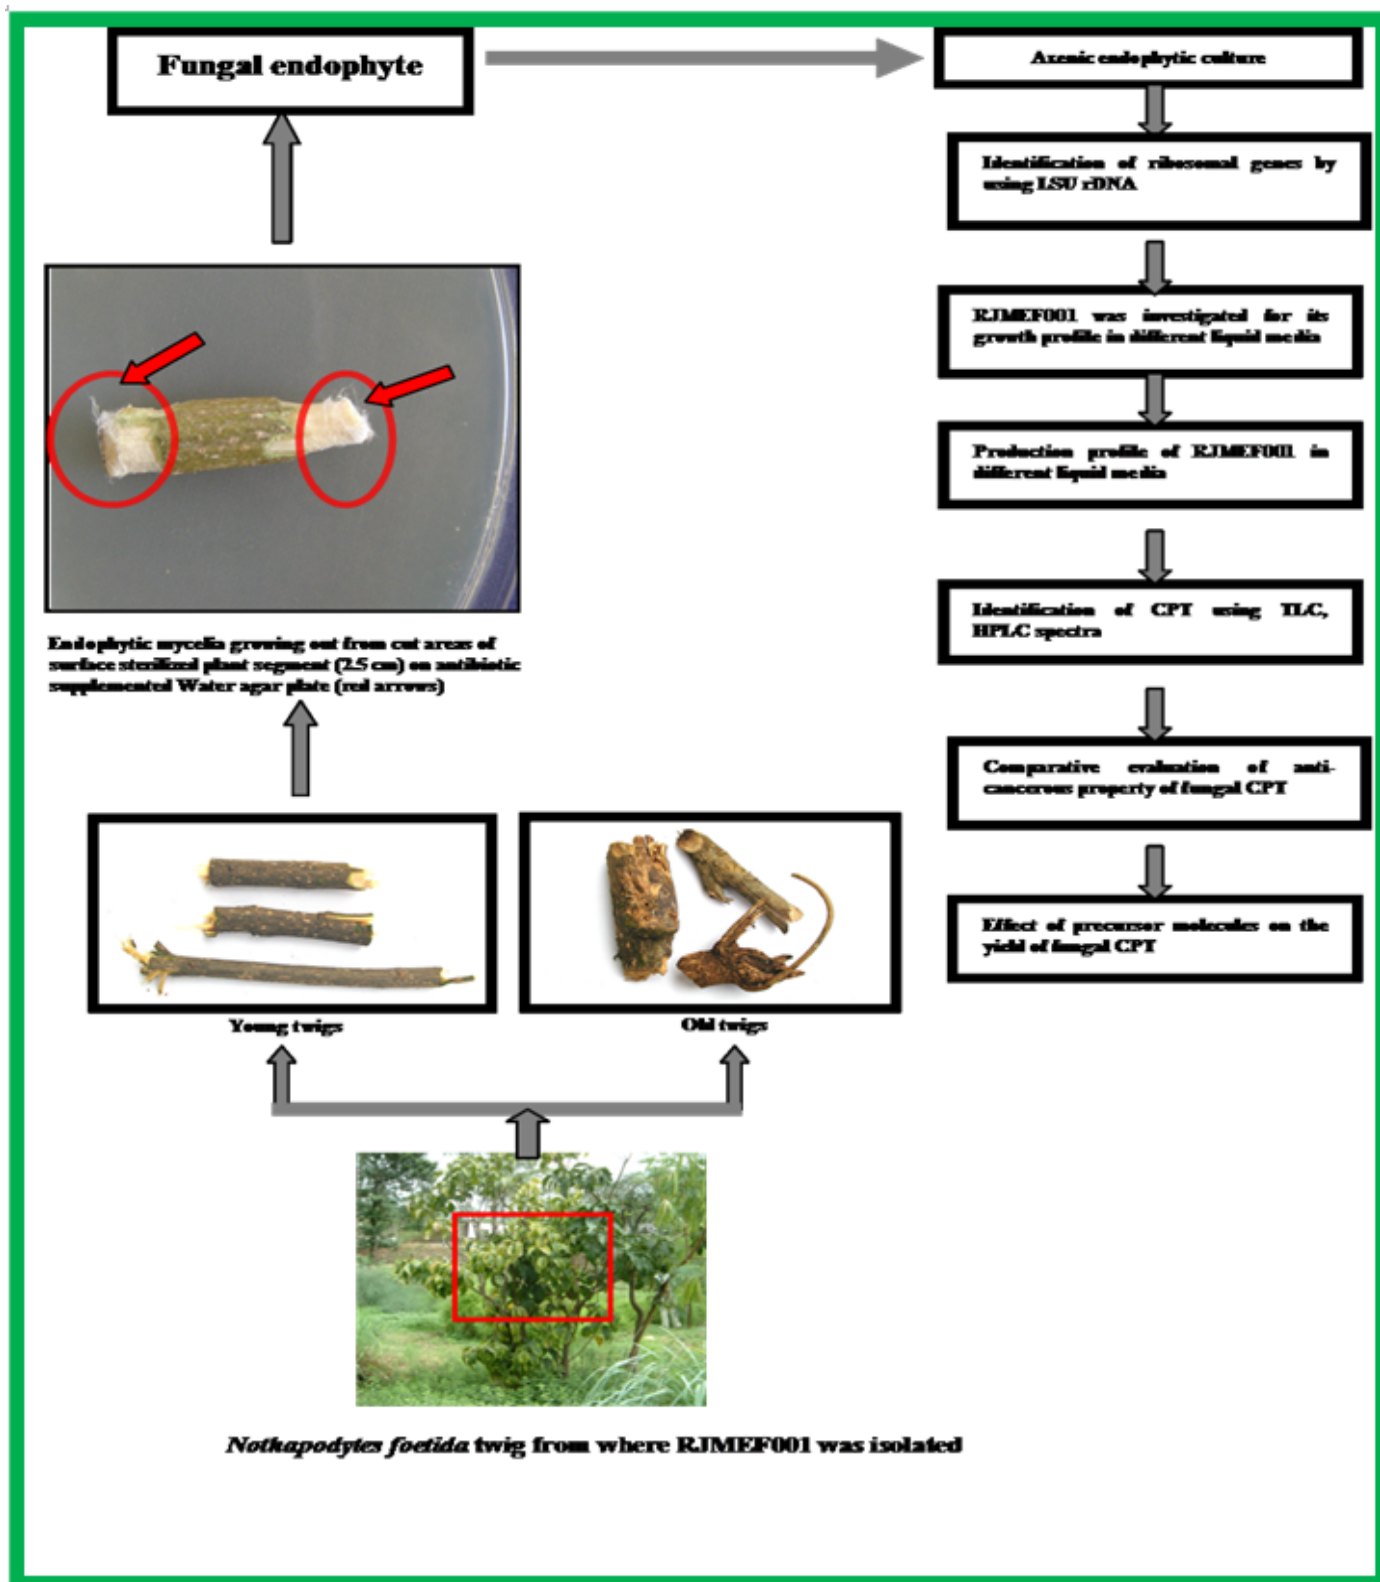 Fungal endophyte
Axenic endophytic culture
Identification of ribosomal genes by
using LSU rDNA
RJMEF001 was investigated for its
growth profile in different liquid media
Production profile of RJMEF001 in
different liquid media
Identification of CPT using TLC,
HPLC spectra
Comparative evaluation of anti-
cancerous property of fungal CPT
Effect of precursor molecules on the
yield of fungal CPT
Endophytic mycelia growing out from cut areas of
surface sterilized plant segment (2.5 cm) on antibiotic
supplemented Water agar plate (red arrows)
Young twigs
Old twigs
Nothapodytes foetida twig from where RJMEF001 was isolated